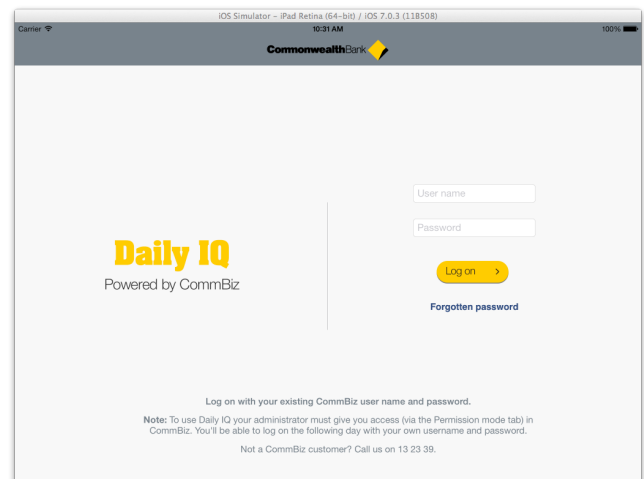 iOS Simulator – iPad Retina (64-bit) / iOS 7.0.3 (11B508)
Carrier 10:31 AM 100%
CommonwealthBank
User name
Password
Daily IQ
Powered by CommBiz
Log on >
Forgotten password
Log on with your existing CommBiz user name and password.
Note: To use Daily IQ your administrator must give you access (via the Permission mode tab) in
CommBiz. You'll be able to log on the following day with your own username and password.
Not a CommBiz customer? Call us on 13 23 39.